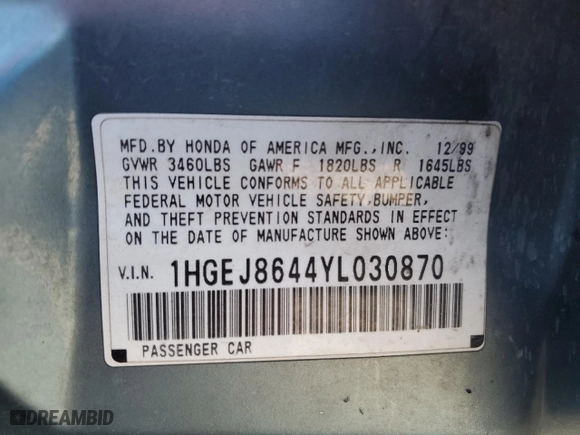 MFD.BY HONDA OF AMERICA MFG.,INC. 12/99
GVWR 3460LBS GAWR F 1820LBS R 1645LBS
THIS VEHICLE CONFORMS TO ALL APPLICABLE
FEDERAL MOTOR VEHICLE SAFETY,BUMPER,
AND THEFT PREVENTION STANDARDS IN EFFECT
ON THE DATE OF MANUFACTURE SHOWN ABOVE:
V.I.N. 1HGEJ8644YL030870
PASSENGER CAR
DREAMBID